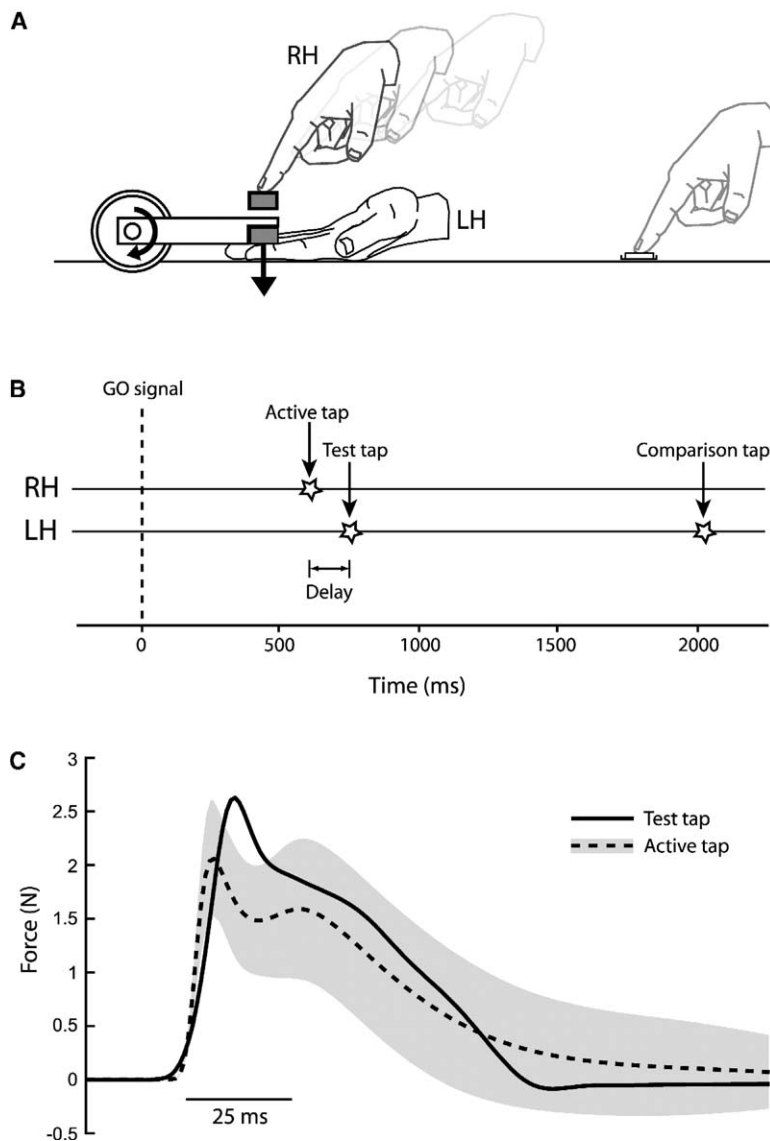 A
RH
LH
B
GO signal
Active tap
Test tap
Comparison tap
RH
LH
Delay
0
500
1000
1500
2000
Time (ms)
C
3
2.5
2
1.5
1
0.5
0
-0.5
Force (N)
Test tap
Active tap
25 ms